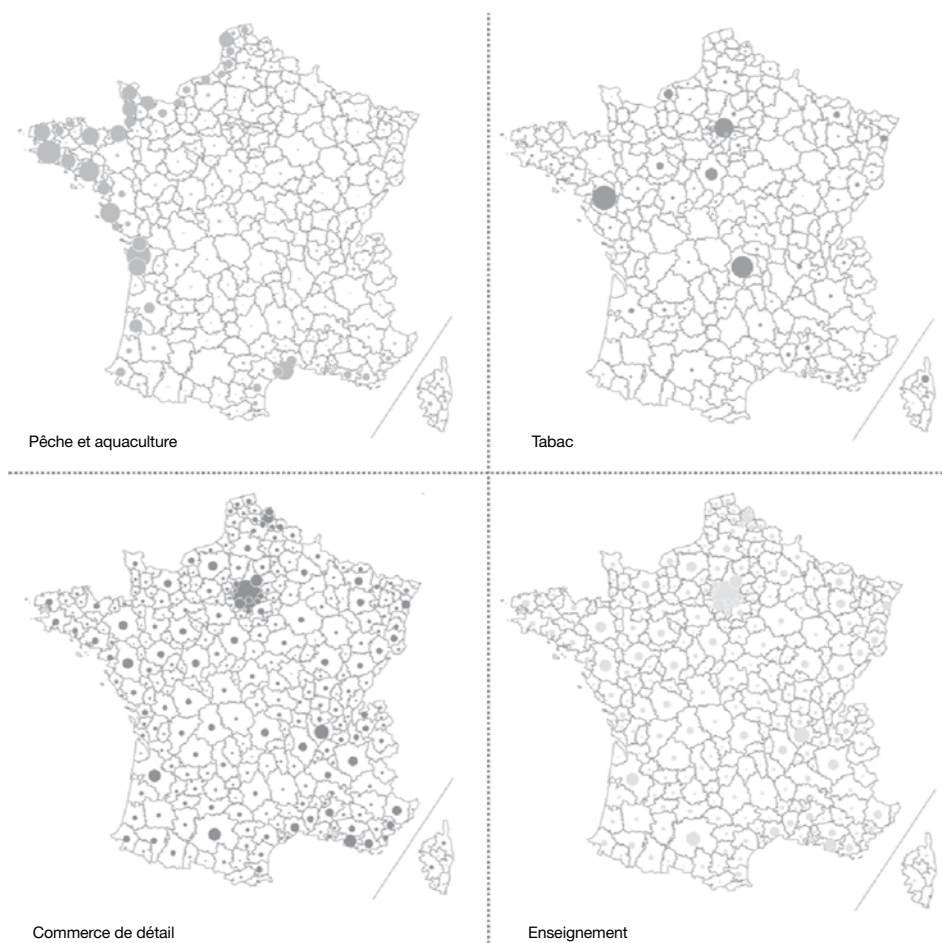 Pêche et aquaculture
Tabac
Commerce de détail
Enseignement